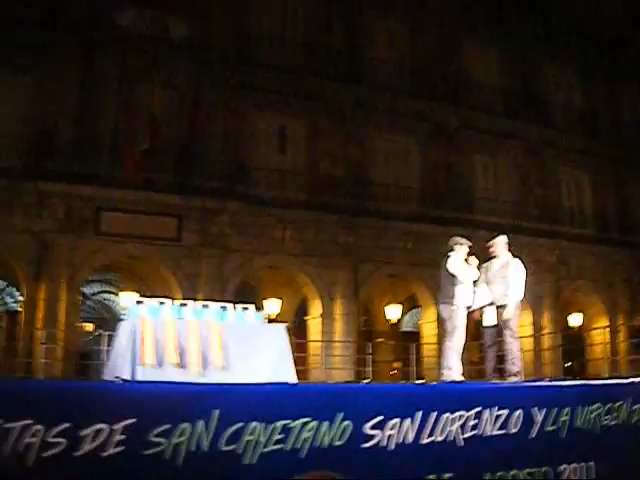 TAS DE SAN CAYETANO SAN LORENZO Y LA VIRGEN
AGOSTO 2011